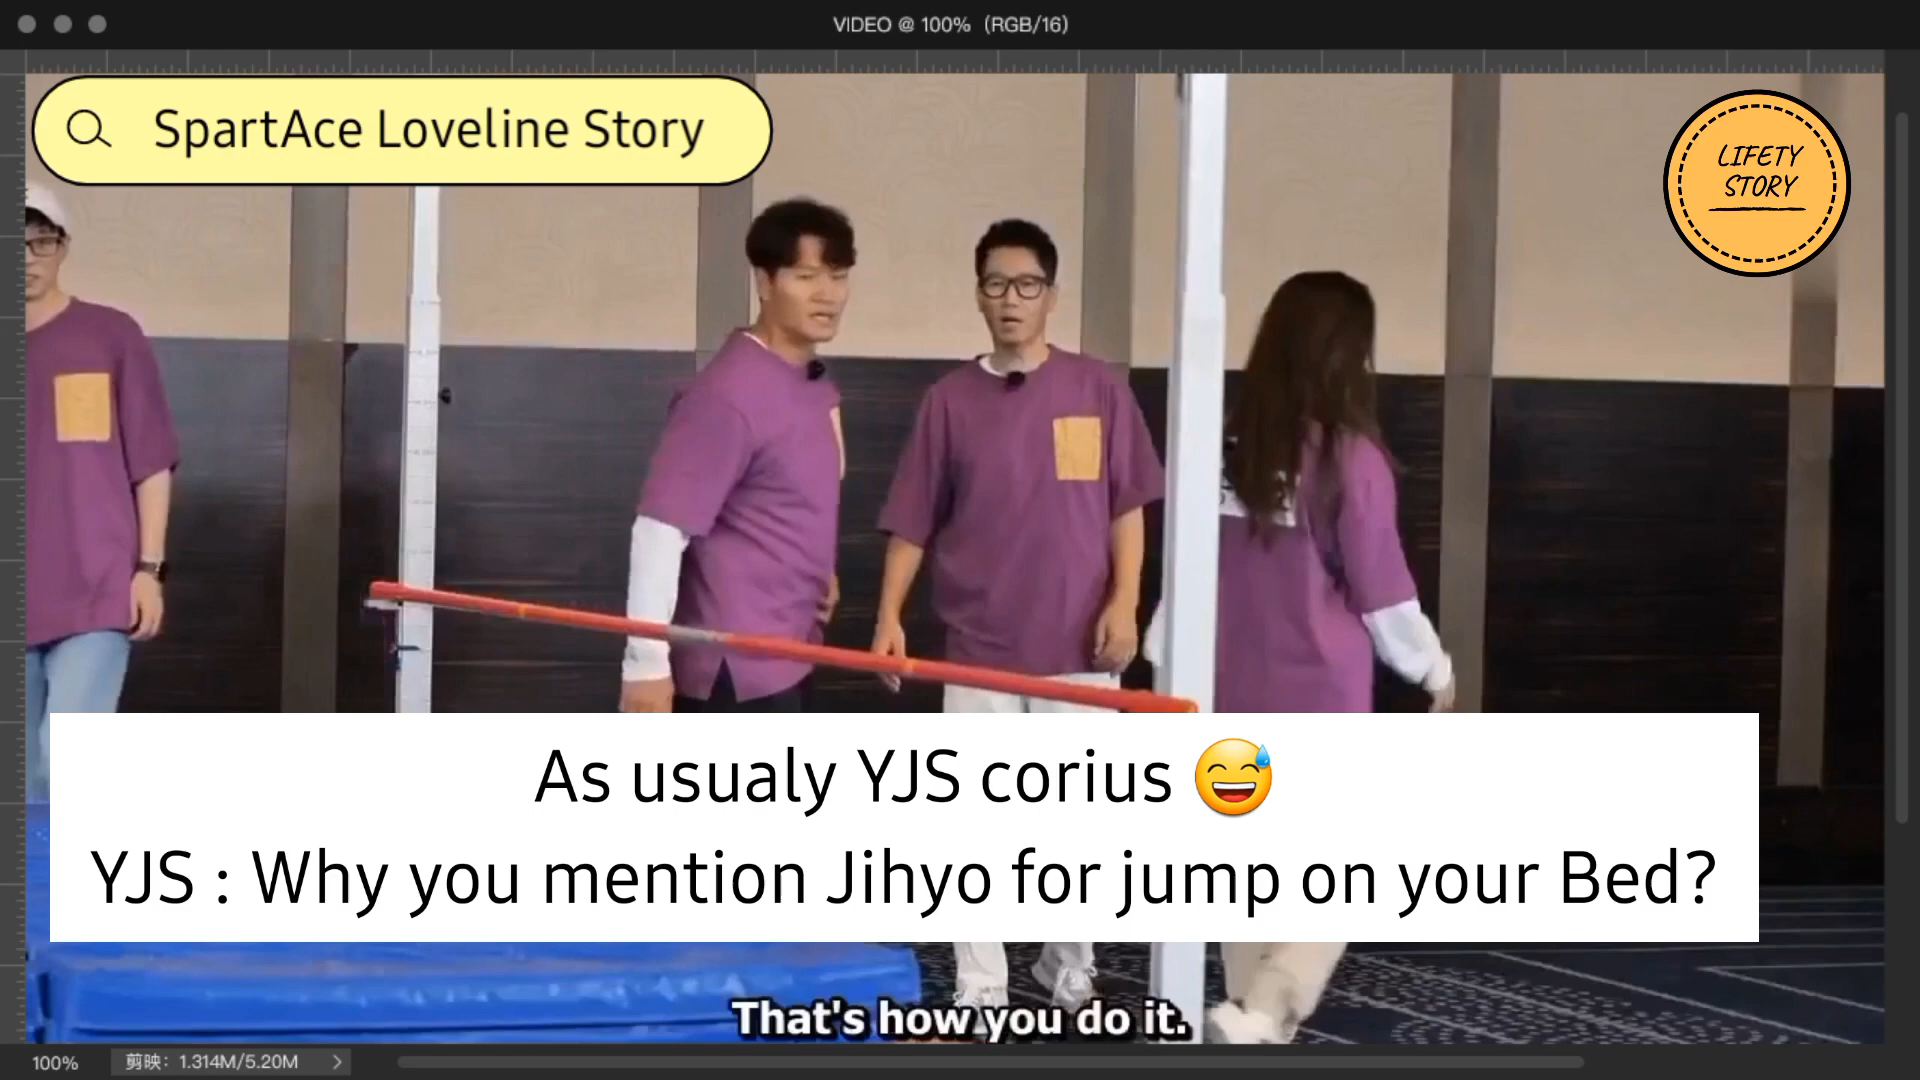 VIDEO @ 100% (RGB/16)
SpartAce Loveline Story
LIFETY
STORY
As usualy YJS corius 😅
YJS : Why you mention Jihyo for jump on your Bed?
That's how you do it.
100%
剪映: 1.314M/5.20M